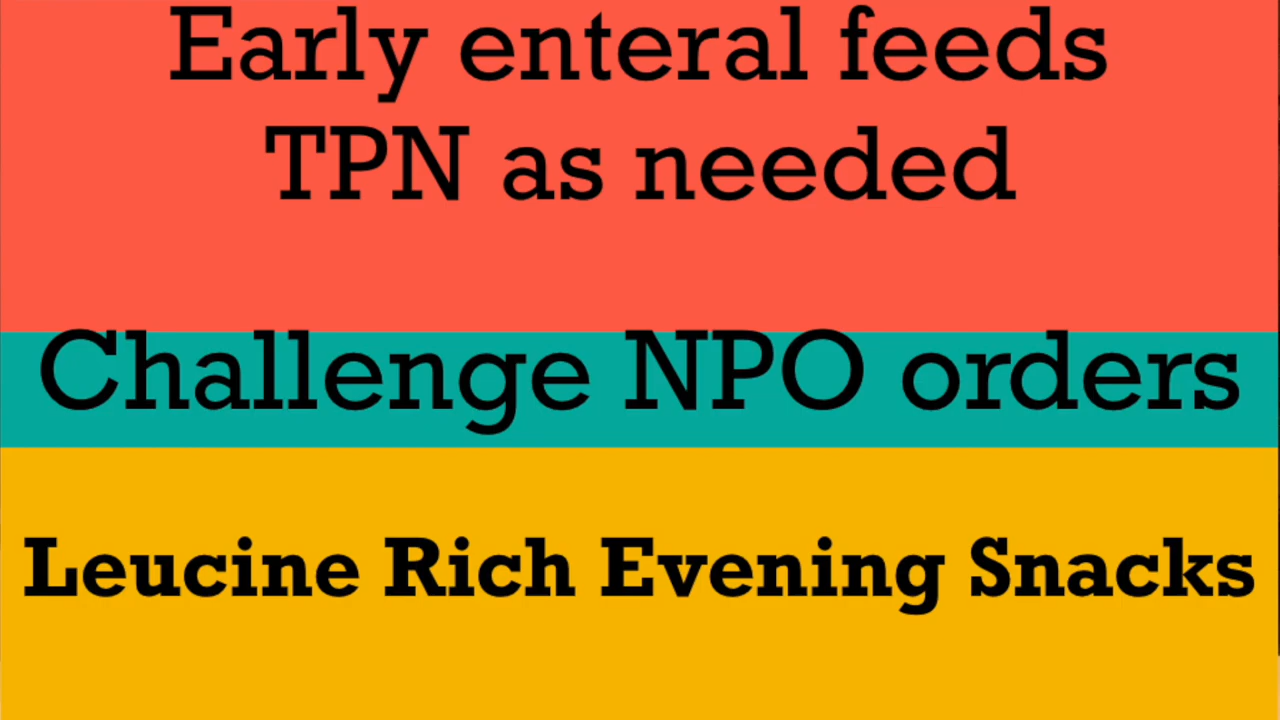 Early enteral feeds
TPN as needed
Challenge NPO orders
Leucine Rich Evening Snacks